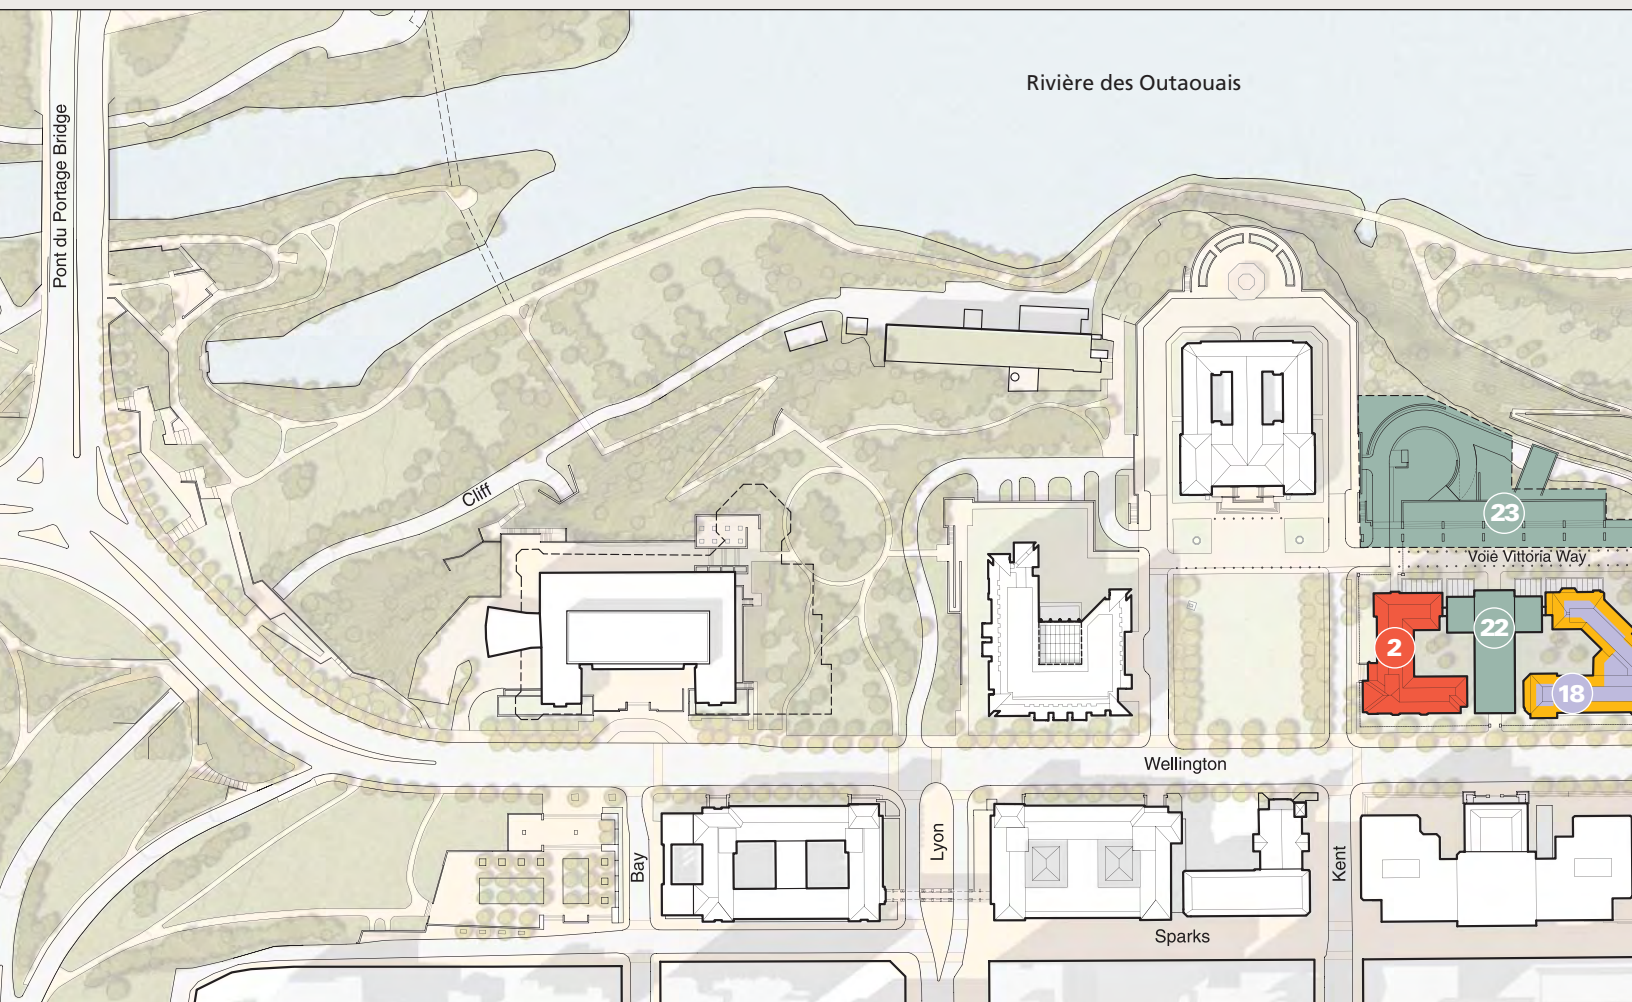 Rivière des Outaouais
Pont du Portage Bridge
Cliff
23
Voie Vittoria Way
2
22
18
Wellington
Bay
Lyon
Kent
Sparks